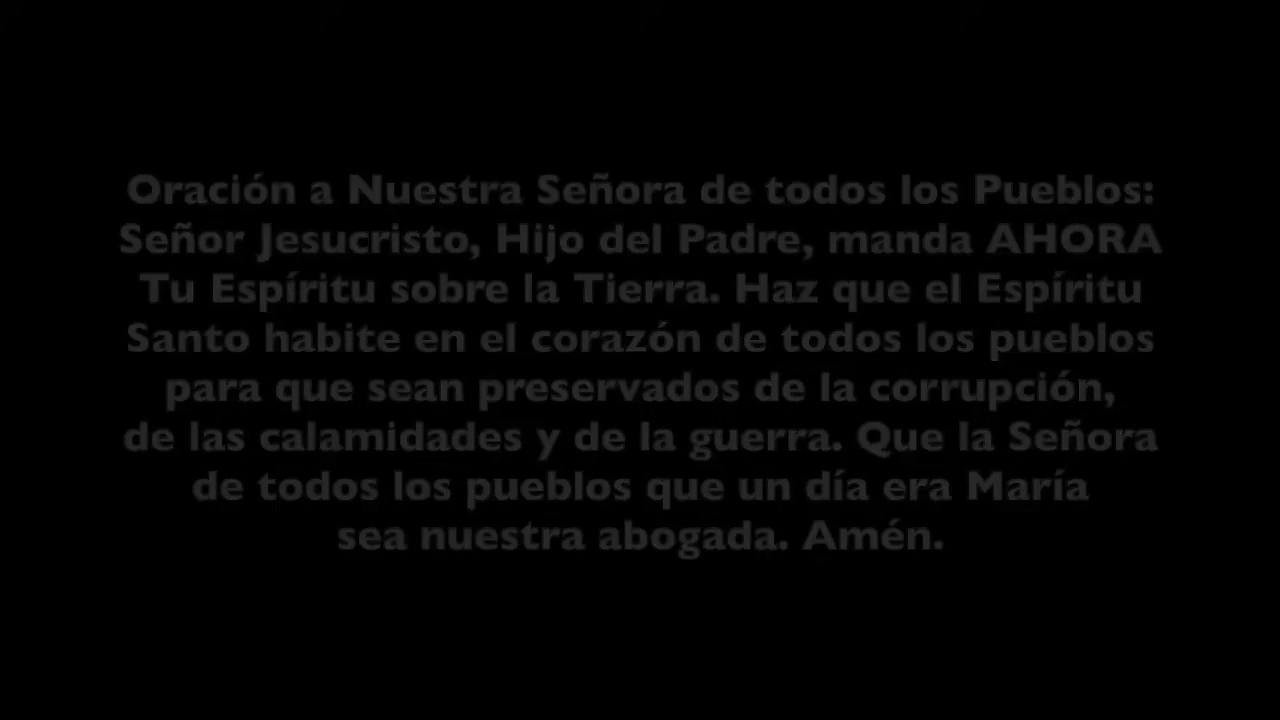 Oración a Nuestra Señora de todos los Pueblos:
Señor Jesucristo, Hijo del Padre, manda AHORA
Tu Espíritu sobre la Tierra. Haz que el Espíritu
Santo habite en el corazón de todos los pueblos
para que sean preservados de la corrupción,
de las calamidades y de la guerra. Que la Señora
de todos los pueblos que un día era María
sea nuestra abogada. Amén.